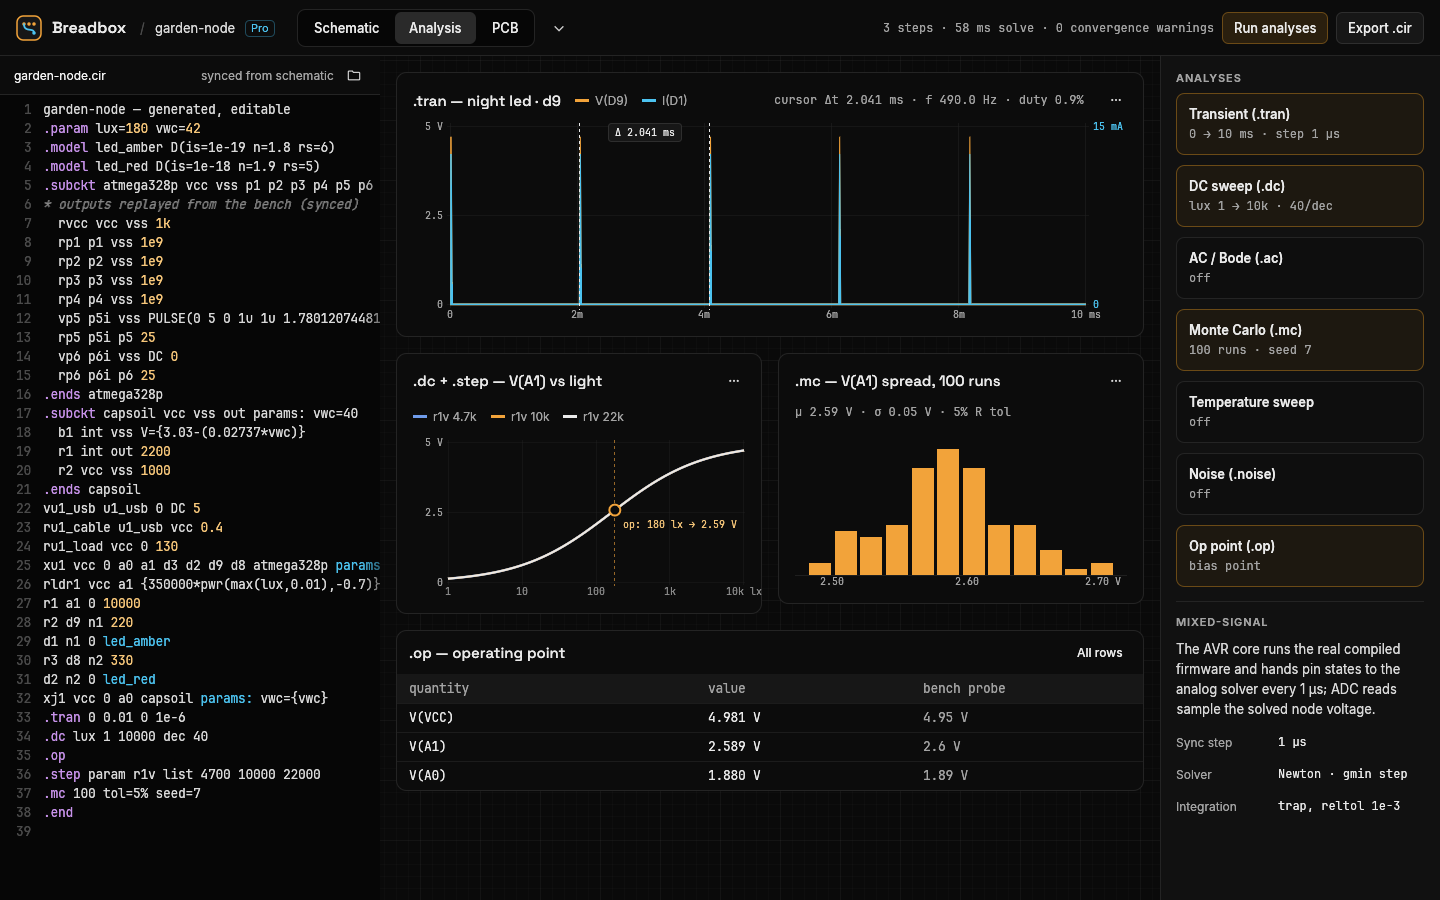 Breadbox / garden-node Pro Schematic Analysis PCB 3 steps · 58 ms solve · 0 convergence warnings Run analyses Export .cir
garden-node.cir synced from schematic
1 garden-node — generated, editable
2 .param lux=180 vwc=42
3 .model led_amber D(is=1e-19 n=1.8 rs=6)
4 .model led_red D(is=1e-18 n=1.9 rs=5)
5 .subckt atmega328p vcc vss p1 p2 p3 p4 p5 p6
6 * outputs replayed from the bench (synced)
7 rvcc vcc vss 1k
8 rp1 p1 vss 1e9
9 rp2 p2 vss 1e9
10 rp3 p3 vss 1e9
11 rp4 p4 vss 1e9
12 vp5 p5i vss PULSE(0 5 0 1u 1u 1.78012074481
13 rp5 p5i p5 25
14 vp6 p6i vss DC 0
15 rp6 p6i p6 25
16 .ends atmega328p
17 .subckt capsoil vcc vss out params: vwc=40
18 b1 int vss V={3.03-(0.02737*vwc)}
19 r1 int out 2200
20 r2 vcc vss 1000
21 .ends capsoil
22 vu1_usb u1_usb 0 DC 5
23 ru1_cable u1_usb vcc 0.4
24 ru1_load vcc 0 130
25 xu1 vcc 0 a0 a1 d3 d2 d9 d8 atmega328p params
26 rldr1 vcc a1 {350000*pwr(max(lux,0.01),-0.7)}
27 r1 a1 0 10000
28 r2 d9 n1 220
29 d1 n1 0 led_amber
30 r3 d8 n2 330
31 d2 n2 0 led_red
32 xj1 vcc 0 a0 capsoil params: vwc={vwc}
33 .tran 0 0.01 0 1e-6
34 .dc lux 1 10000 dec 40
35 .op
36 .step param r1v list 4700 10000 22000
37 .mc 100 tol=5% seed=7
38 .end
39
.tran — night led · d9 V(D9) I(D1) cursor Δt 2.041 ms · f 490.0 Hz · duty 0.9% ···
5 V 15 mA
Δ 2.041 ms
2.5
0 0
0 2m 4m 6m 8m 10 ms
.dc + .step — V(A1) vs light ···
r1v 4.7k r1v 10k r1v 22k
5 V
2.5
op: 180 lx → 2.59 V
0
1 10 100 1k 10k lx
.mc — V(A1) spread, 100 runs ···
μ 2.59 V · σ 0.05 V · 5% R tol
2.50 2.60 2.70 V
.op — operating point All rows
quantity value bench probe
V(VCC) 4.981 V 4.95 V
V(A1) 2.589 V 2.6 V
V(A0) 1.880 V 1.89 V
ANALYSES
Transient (.tran)
0 → 10 ms · step 1 μs
DC sweep (.dc)
lux 1 → 10k · 40/dec
AC / Bode (.ac)
off
Monte Carlo (.mc)
100 runs · seed 7
Temperature sweep
off
Noise (.noise)
off
Op point (.op)
bias point
MIXED-SIGNAL
The AVR core runs the real compiled
firmware and hands pin states to the
analog solver every 1 μs; ADC reads
sample the solved node voltage.
Sync step 1 μs
Solver Newton · gmin step
Integration trap, reltol 1e-3